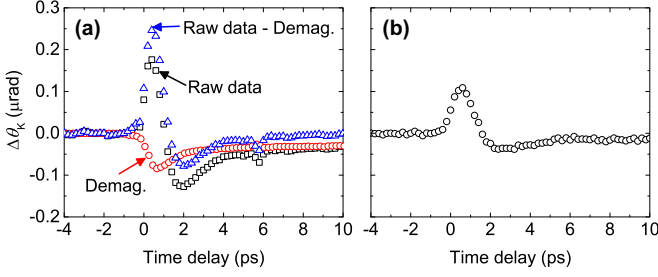 (a)
Raw data - Demag.
Raw data
Demag.
Δθ_K (μrad)
0.3
0.2
0.1
0.0
-0.1
-0.2
-4 -2 0 2 4 6 8 10
Time delay (ps)
(b)
-4 -2 0 2 4 6 8 10
Time delay (ps)